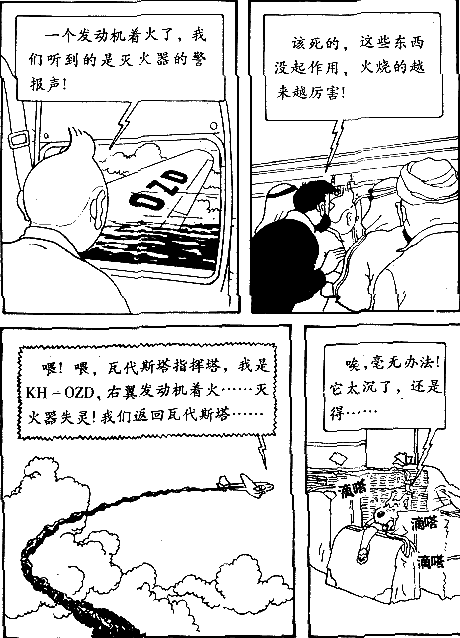 一个发动机着火了，我
们听到的是灭火器的警
报声！
OZD
该死的，这些东西
没起作用，火烧的越
来越厉害！
喂！喂，瓦代斯塔指挥塔，我是
KH-OZD，右翼发动机着火……灭
火器失灵！我们返回瓦代斯塔……
唉，毫无办法！
它太沉了，还是
得……
滴嗒
滴嗒
滴嗒